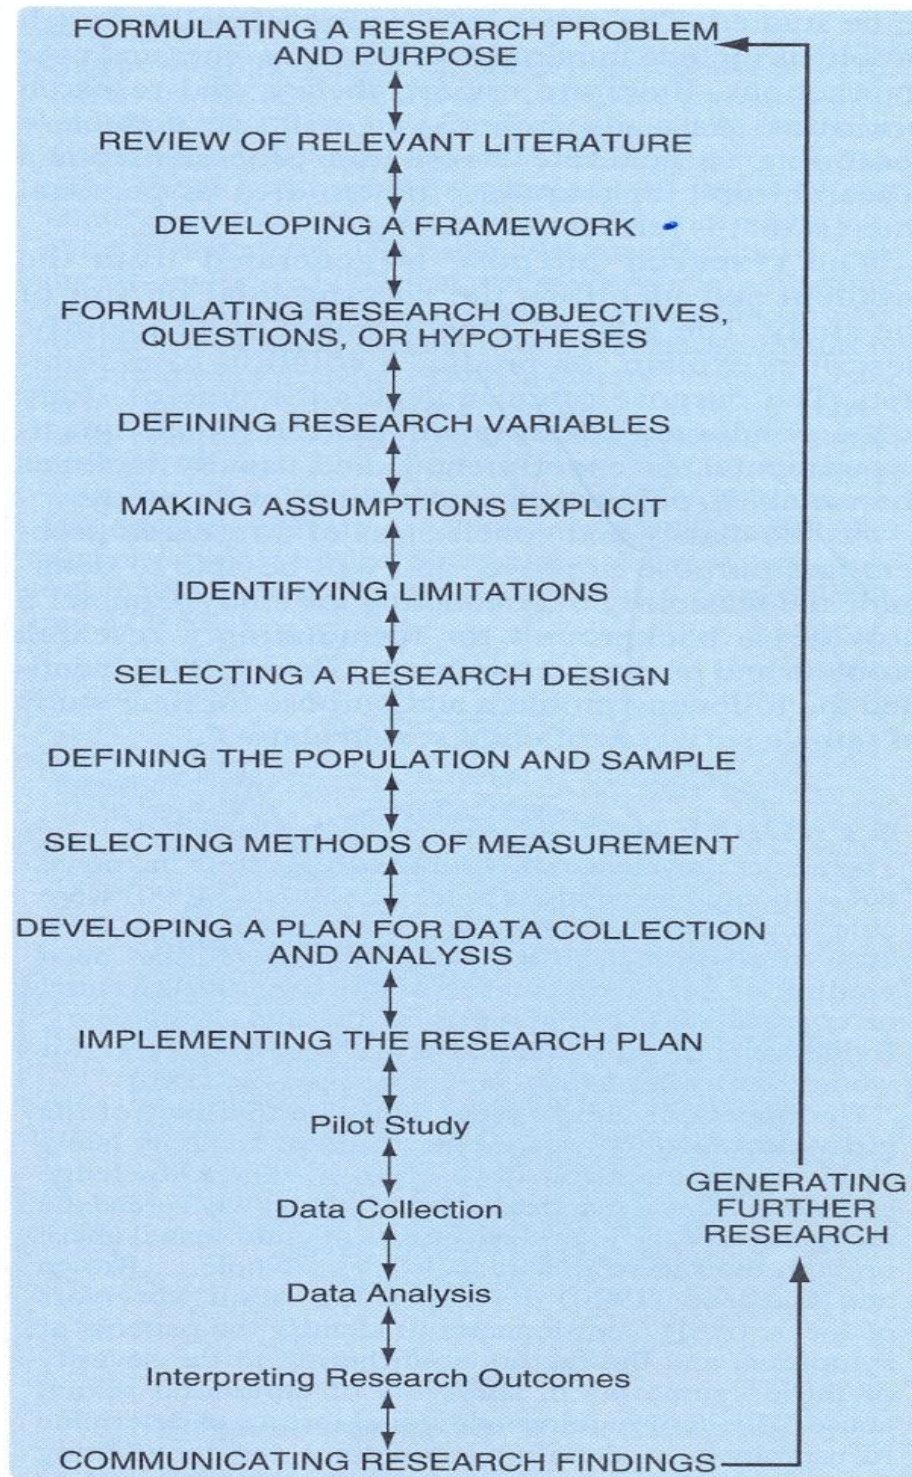 FORMULATING A RESEARCH PROBLEM
AND PURPOSE
REVIEW OF RELEVANT LITERATURE
DEVELOPING A FRAMEWORK
FORMULATING RESEARCH OBJECTIVES,
QUESTIONS, OR HYPOTHESES
DEFINING RESEARCH VARIABLES
MAKING ASSUMPTIONS EXPLICIT
IDENTIFYING LIMITATIONS
SELECTING A RESEARCH DESIGN
DEFINING THE POPULATION AND SAMPLE
SELECTING METHODS OF MEASUREMENT
DEVELOPING A PLAN FOR DATA COLLECTION
AND ANALYSIS
IMPLEMENTING THE RESEARCH PLAN
Pilot Study
Data Collection
Data Analysis
Interpreting Research Outcomes
COMMUNICATING RESEARCH FINDINGS
GENERATING
FURTHER
RESEARCH